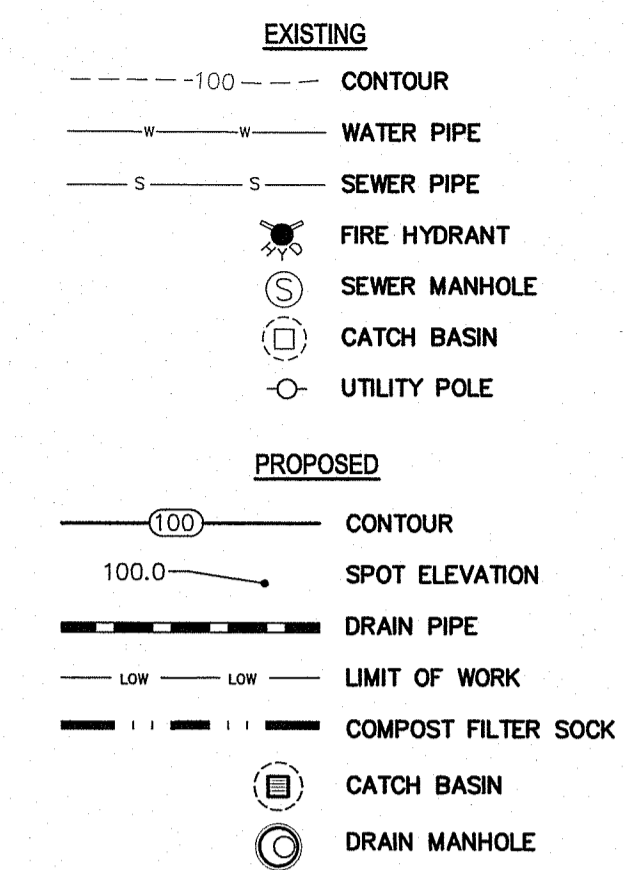 EXISTING
100 CONTOUR
W W WATER PIPE
S S SEWER PIPE
HYD FIRE HYDRANT
S SEWER MANHOLE
CATCH BASIN
UTILITY POLE
PROPOSED
100 CONTOUR
100.0 SPOT ELEVATION
DRAIN PIPE
LOW LOW LIMIT OF WORK
COMPOST FILTER SOCK
CATCH BASIN
DRAIN MANHOLE